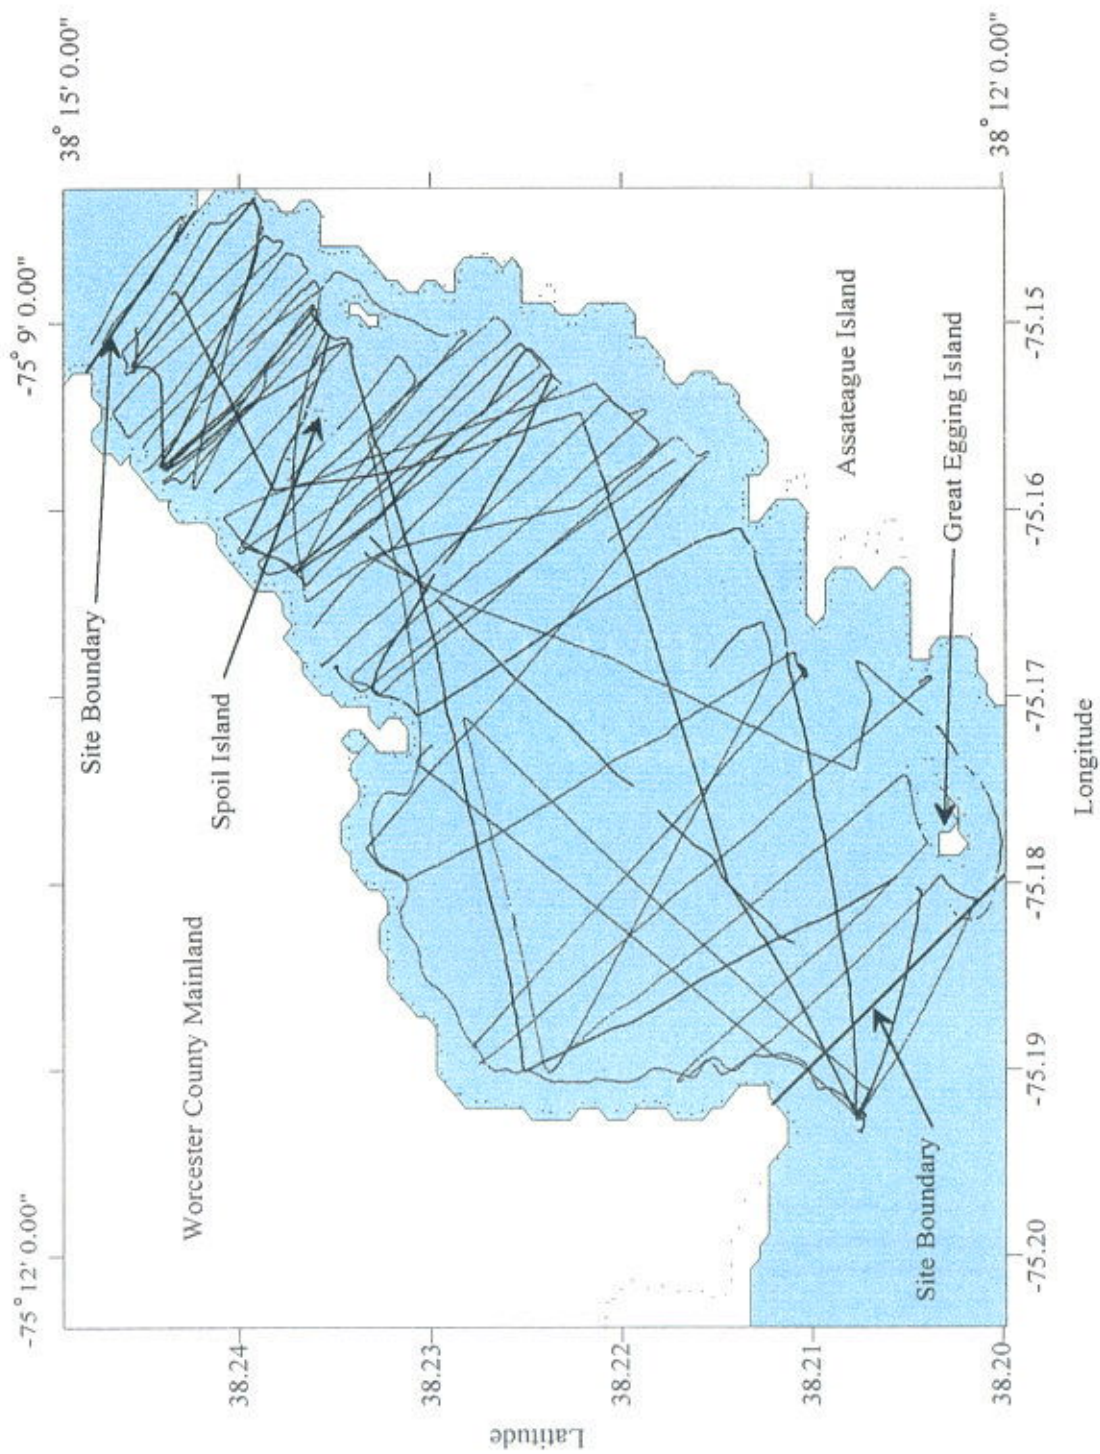 -75° 12' 0.00"
-75° 9' 0.00"
38° 15' 0.00"
Site Boundary
Worcester County Mainland
Spoil Island
38.24
38.23
38.22
38.21
38.20
Latitude
Assateague Island
Great Egging Island
Site Boundary
38° 12' 0.00"
-75.20
-75.19
-75.18
-75.17
-75.16
-75.15
Longitude